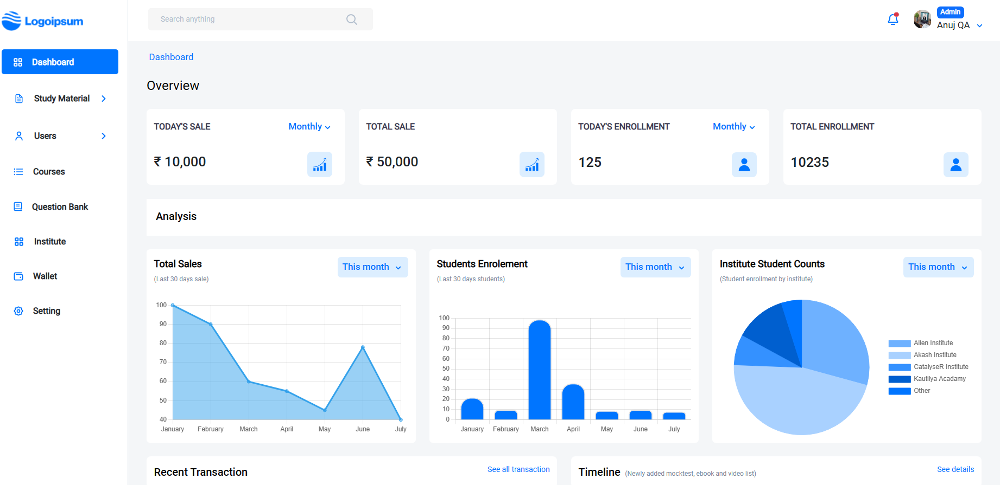 Logoipsum
Search anything
Admin
Anuj QA
Dashboard
Study Material
Users
Courses
Question Bank
Institute
Wallet
Setting
Dashboard
Overview
TODAY'S SALE
Monthly
₹ 10,000
TOTAL SALE
₹ 50,000
TODAY'S ENROLLMENT
Monthly
125
TOTAL ENROLLMENT
10235
Analysis
Total Sales
This month
(Last 30 days sale)
100
90
80
70
60
50
40
January February March April May June July
Students Enrolement
This month
(Last 30 days students)
100
90
80
70
60
50
40
30
20
10
0
January February March April May June July
Institute Student Counts
This month
(Student enrollment by institute)
Allen Institute
Akash Institute
CatalyseR Institute
Kautilya Acadamy
Other
Recent Transaction
See all transaction
Timeline (Newly added mocktest, ebook and video list)
See details